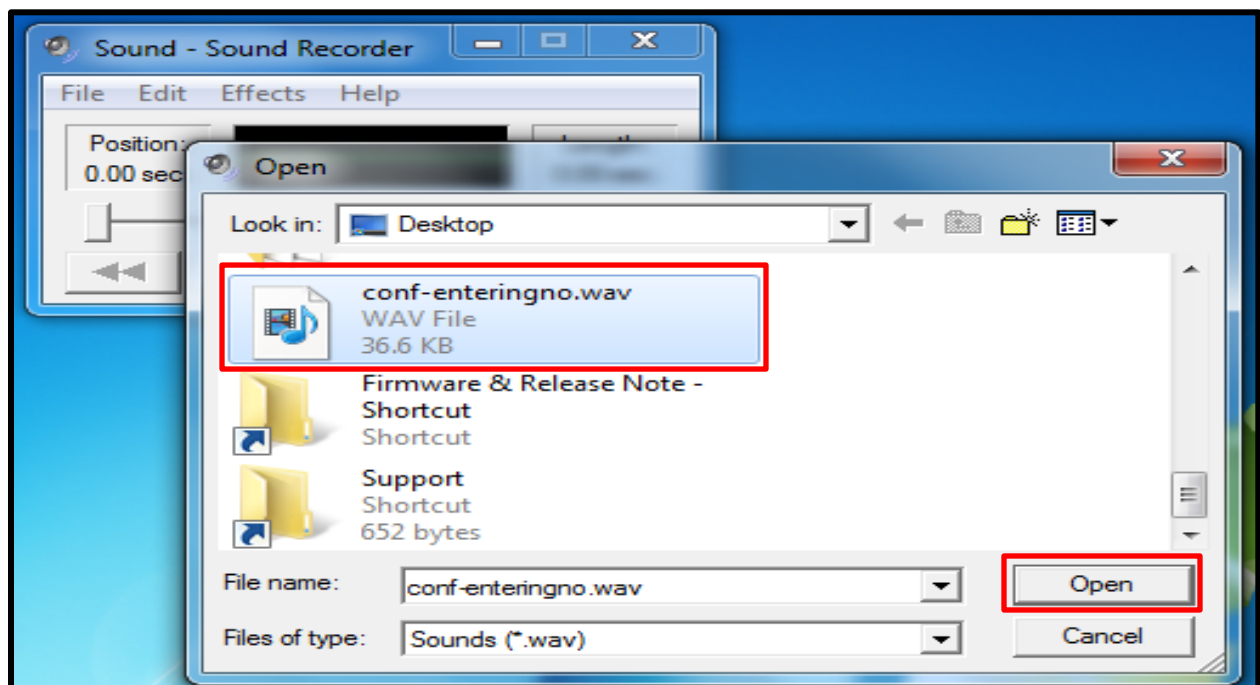 Sound - Sound Recorder
File Edit Effects Help
Position:
0.00 sec
Open
Look in: Desktop
conf-enteringno.wav
WAV File
36.6 KB
Firmware & Release Note -
Shortcut
Shortcut
Support
Shortcut
652 bytes
File name: conf-enteringno.wav Open
Files of type: Sounds (*.wav) Cancel